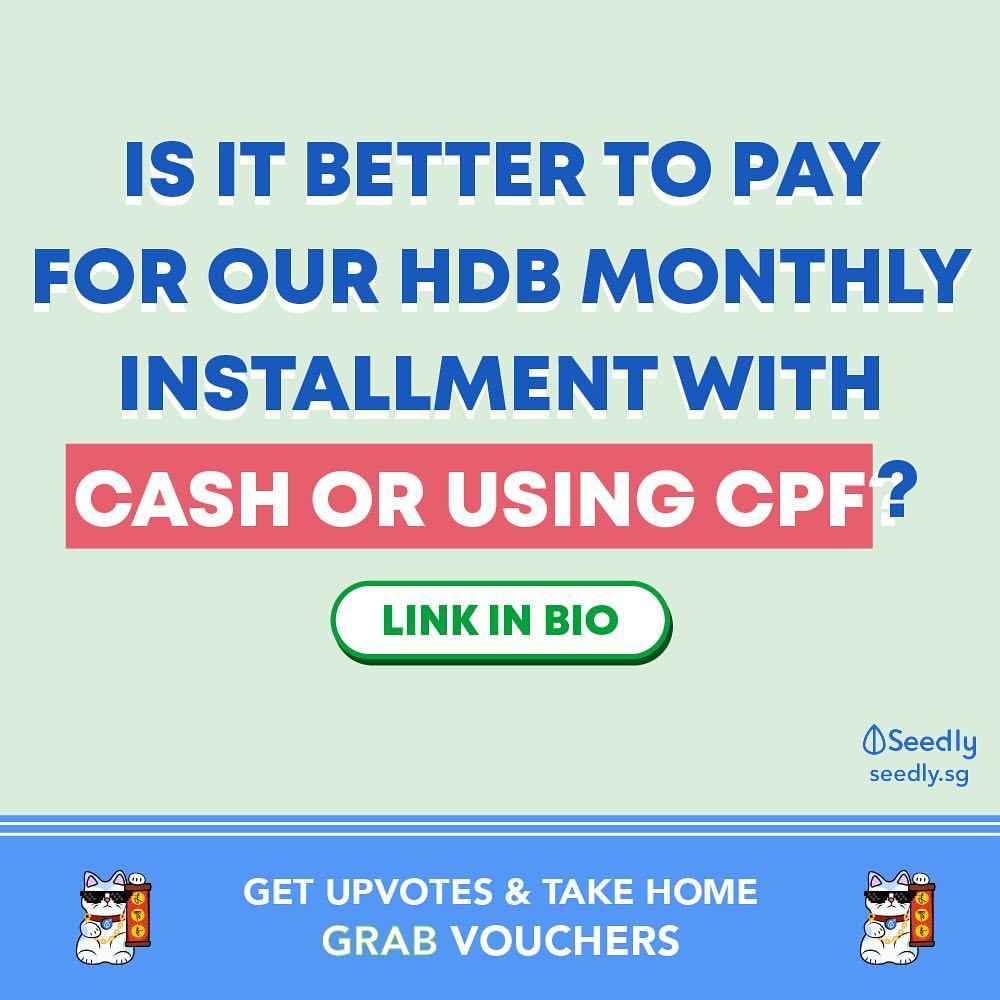 IS IT BETTER TO PAY
FOR OUR HDB MONTHLY
INSTALLMENT WITH
CASH OR USING CPF?
LINK IN BIO
Seedly
seedly.sg
GET UPVOTES & TAKE HOME
GRAB VOUCHERS